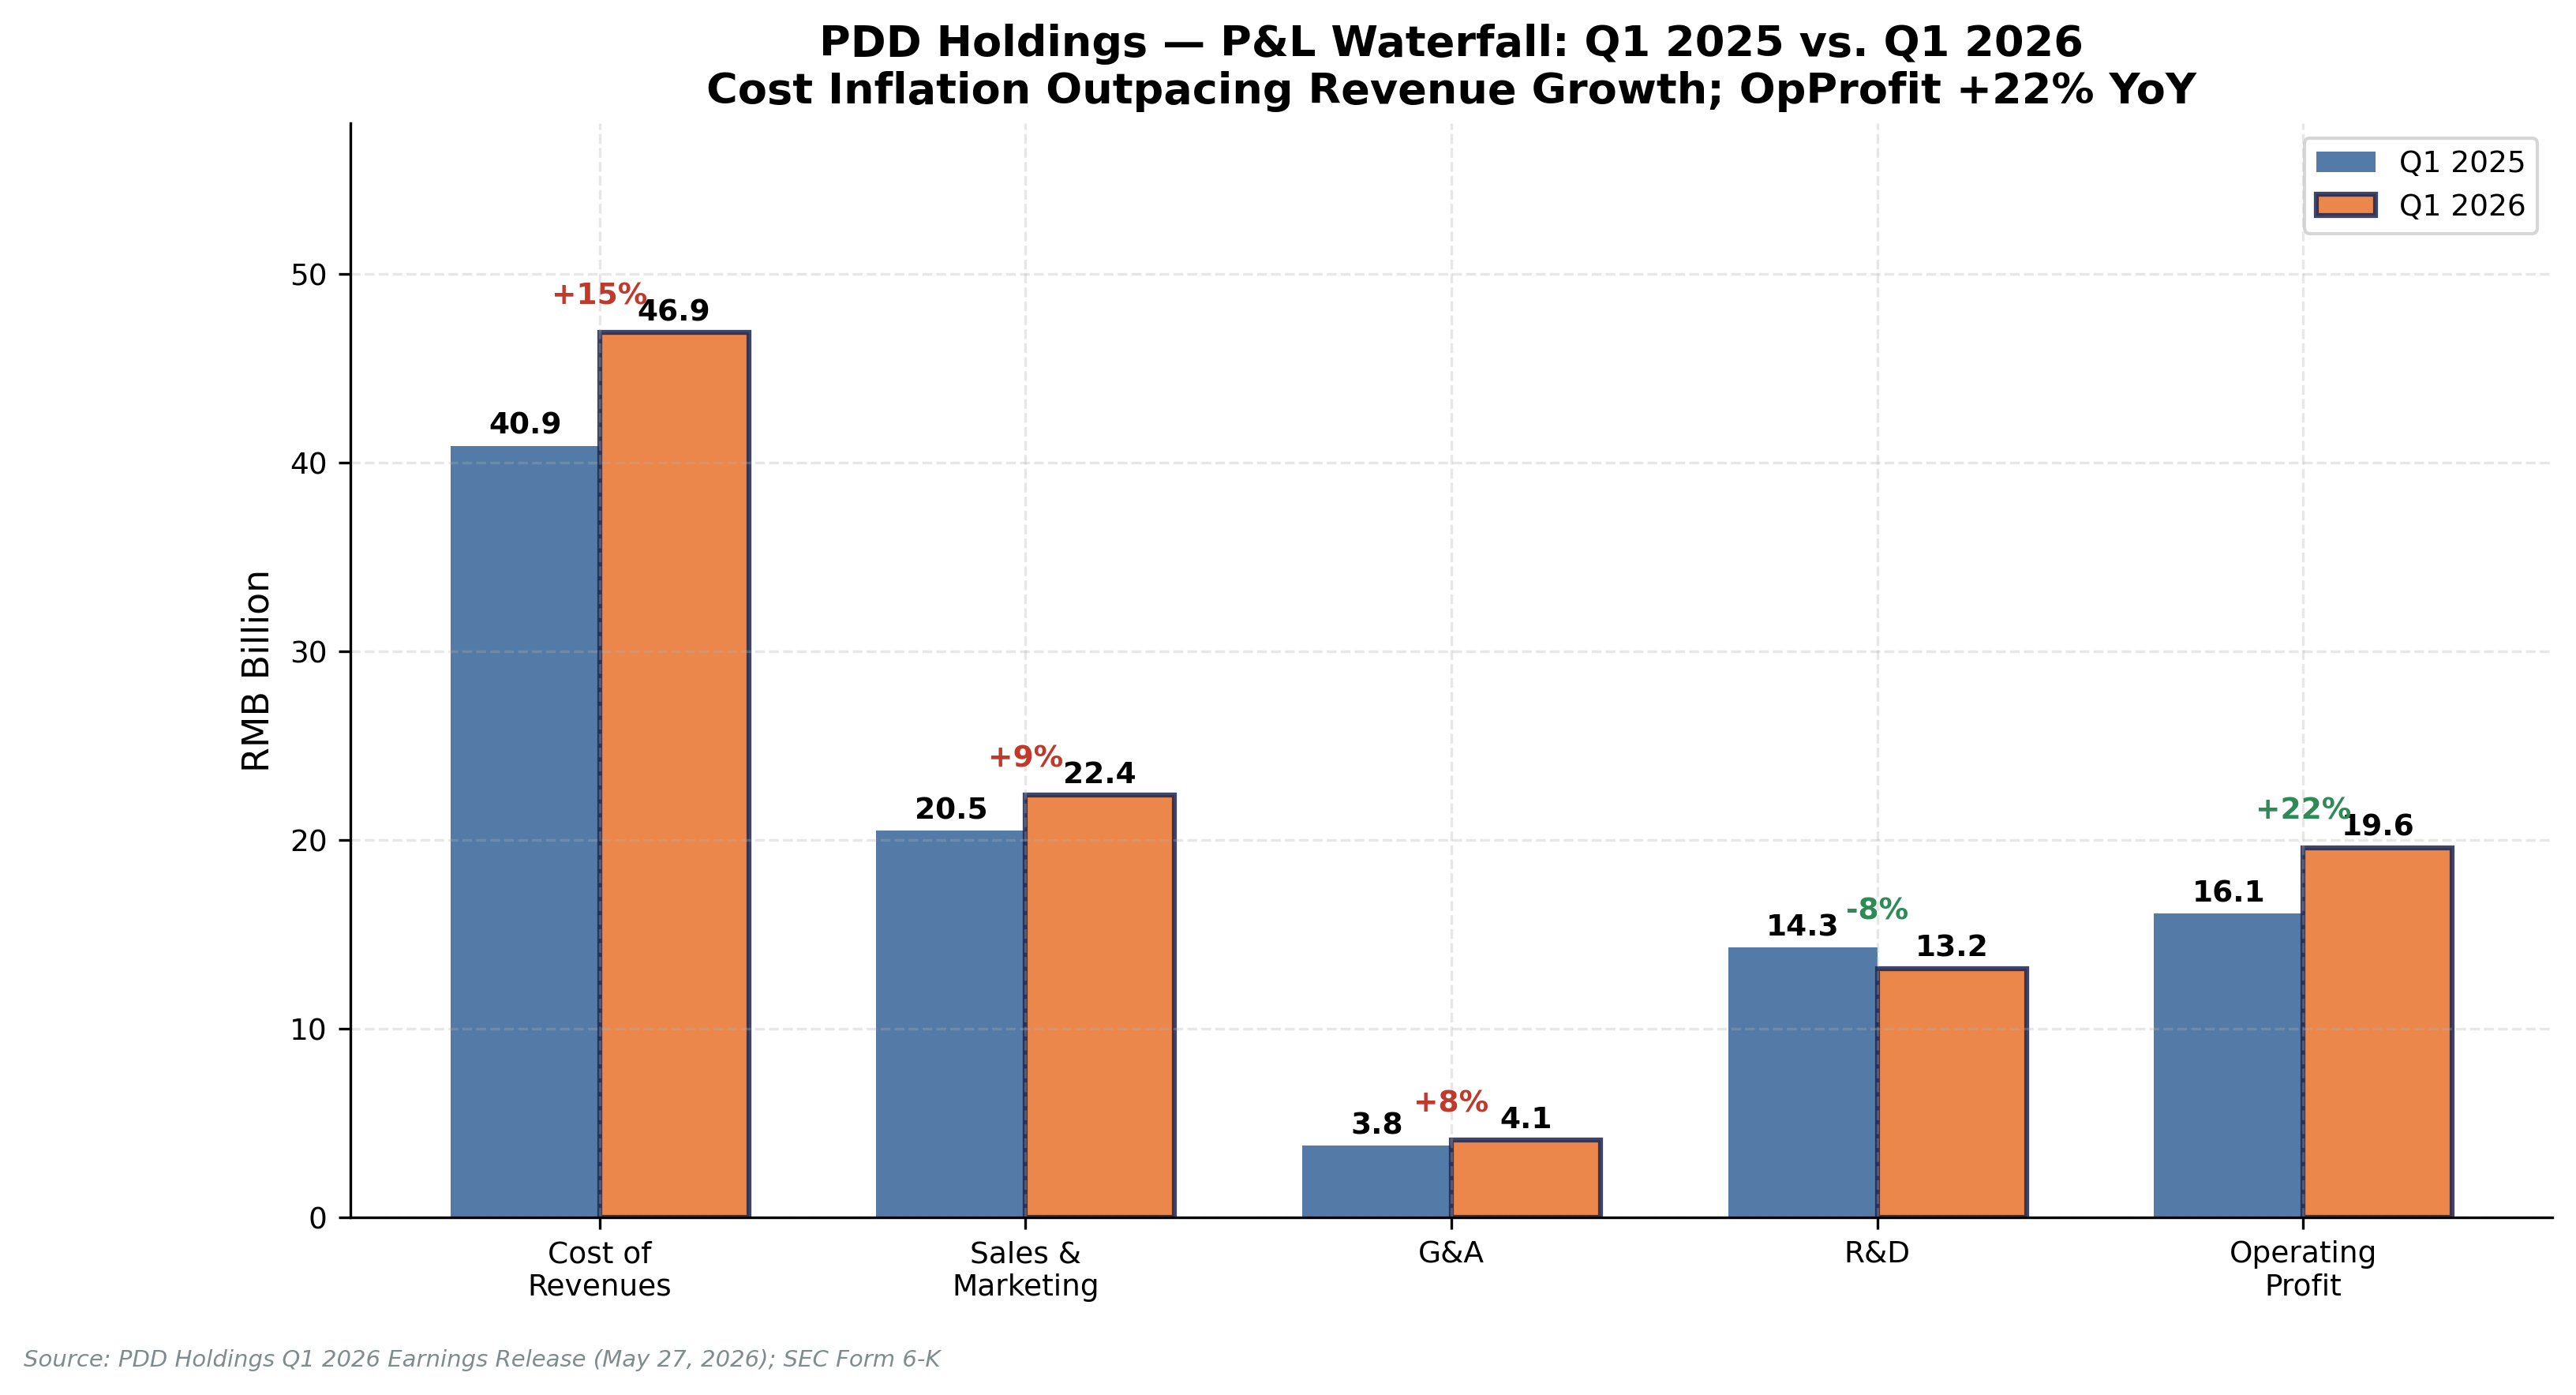 PDD Holdings — P&L Waterfall: Q1 2025 vs. Q1 2026
Cost Inflation Outpacing Revenue Growth; OpProfit +22% YoY
Q1 2025
Q1 2026
RMB Billion
50
40
30
20
10
0
40.9
+15%
46.9
20.5
+9%
22.4
3.8
+8%
4.1
14.3
-8%
13.2
16.1
+22%
19.6
Cost of
Revenues
Sales &
Marketing
G&A
R&D
Operating
Profit
Source: PDD Holdings Q1 2026 Earnings Release (May 27, 2026); SEC Form 6-K